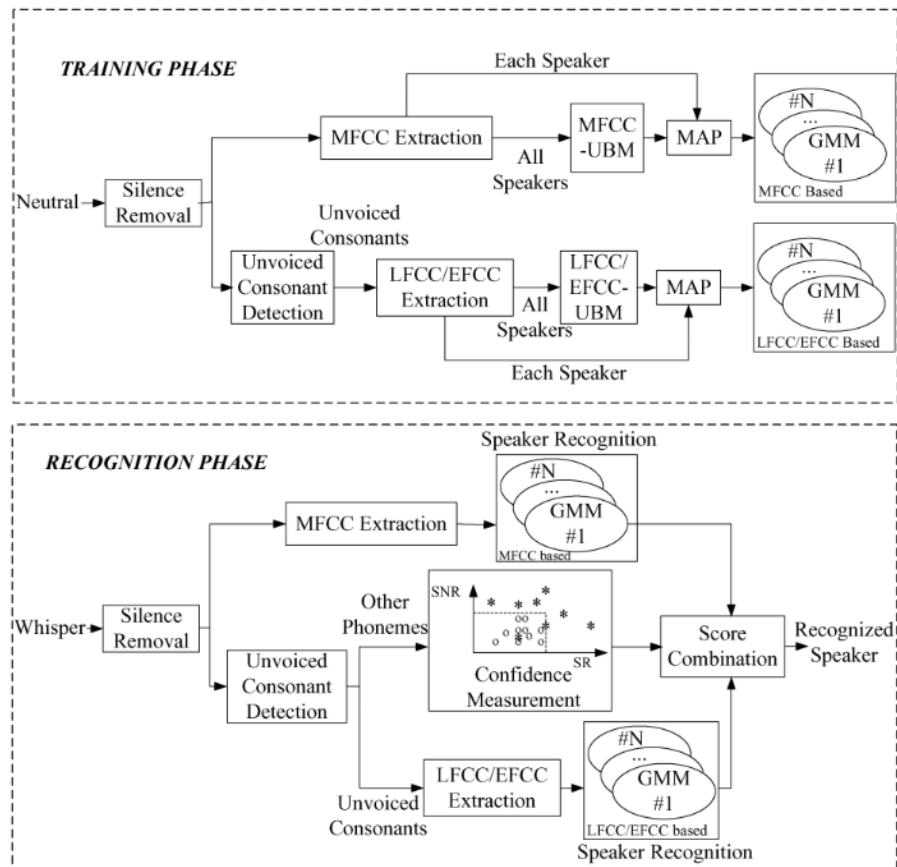 TRAINING PHASE
Each Speaker
MFCC Extraction
MFCC
-UBM
MAP
#N
...
GMM
#1
MFCC Based
All
Speakers
Neutral
Silence
Removal
Unvoiced
Consonants
Unvoiced
Consonant
Detection
LFCC/EFCC
Extraction
All
Speakers
LFCC/
EFCC-
UBM
MAP
#N
...
GMM
#1
LFCC/EFCC Based
Each Speaker
RECOGNITION PHASE
Speaker Recognition
MFCC Extraction
#N
...
GMM
#1
MFCC based
Whisper
Silence
Removal
Other
Phonemes
SNR
SR
Confidence
Measurement
Score
Combination
Recognized
Speaker
Unvoiced
Consonant
Detection
Unvoiced
Consonants
LFCC/EFCC
Extraction
#N
...
GMM
#1
LFCC/EFCC based
Speaker Recognition